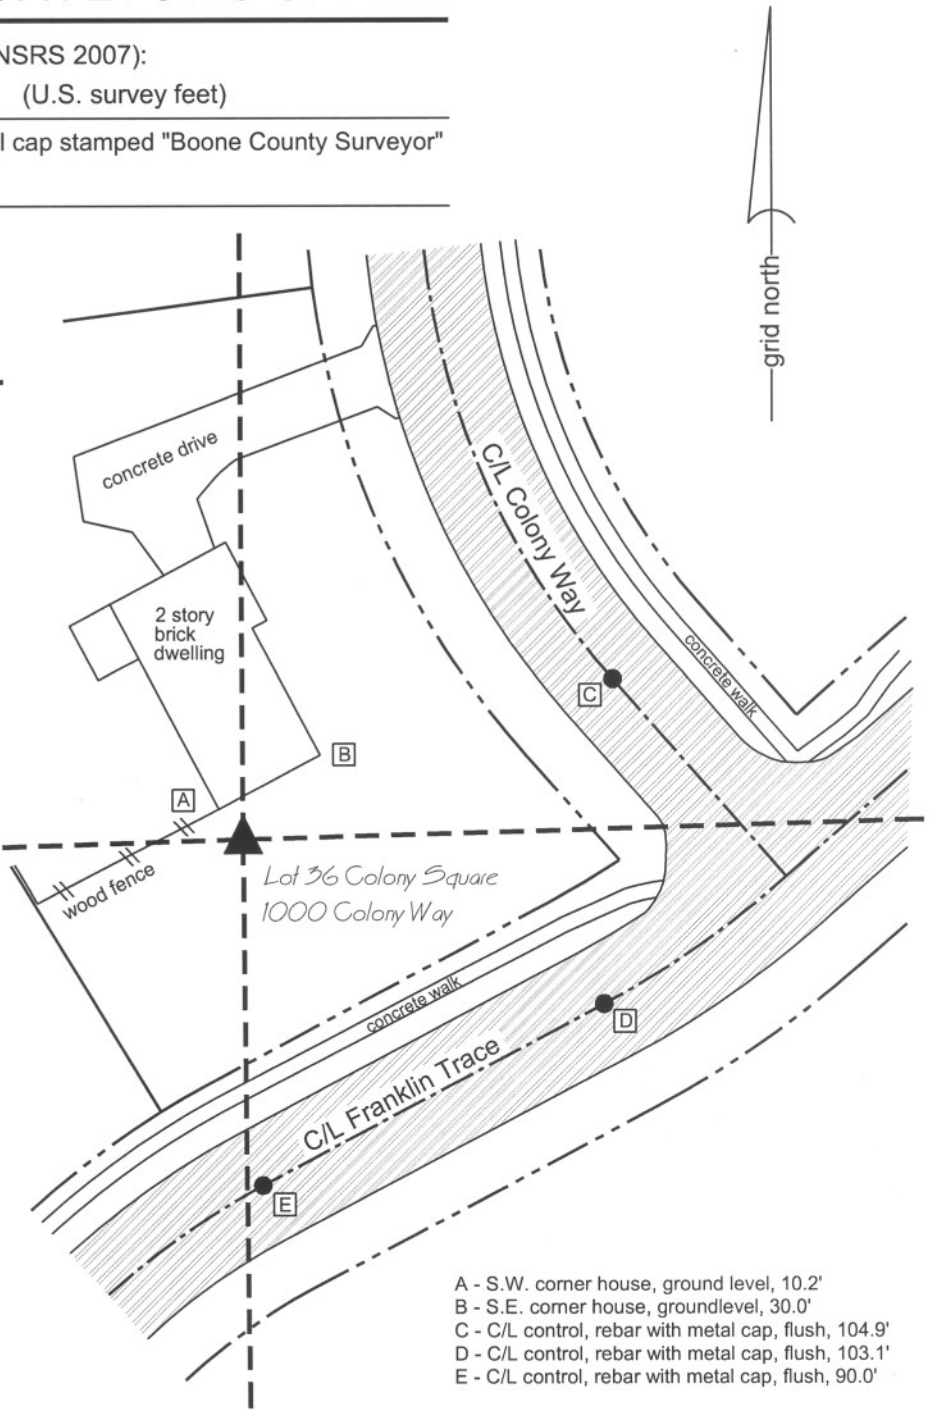 NSRS 2007):
(U.S. survey feet)
l cap stamped "Boone County Surveyor"
grid north
concrete drive
C/L Colony Way
2 story
brick
dwelling
concrete walk
C
B
A
Lot 36 Colony Square
1000 Colony Way
wood fence
concrete walk
D
C/L Franklin Trace
E
A - S.W. corner house, ground level, 10.2'
B - S.E. corner house, groundlevel, 30.0'
C - C/L control, rebar with metal cap, flush, 104.9'
D - C/L control, rebar with metal cap, flush, 103.1'
E - C/L control, rebar with metal cap, flush, 90.0'